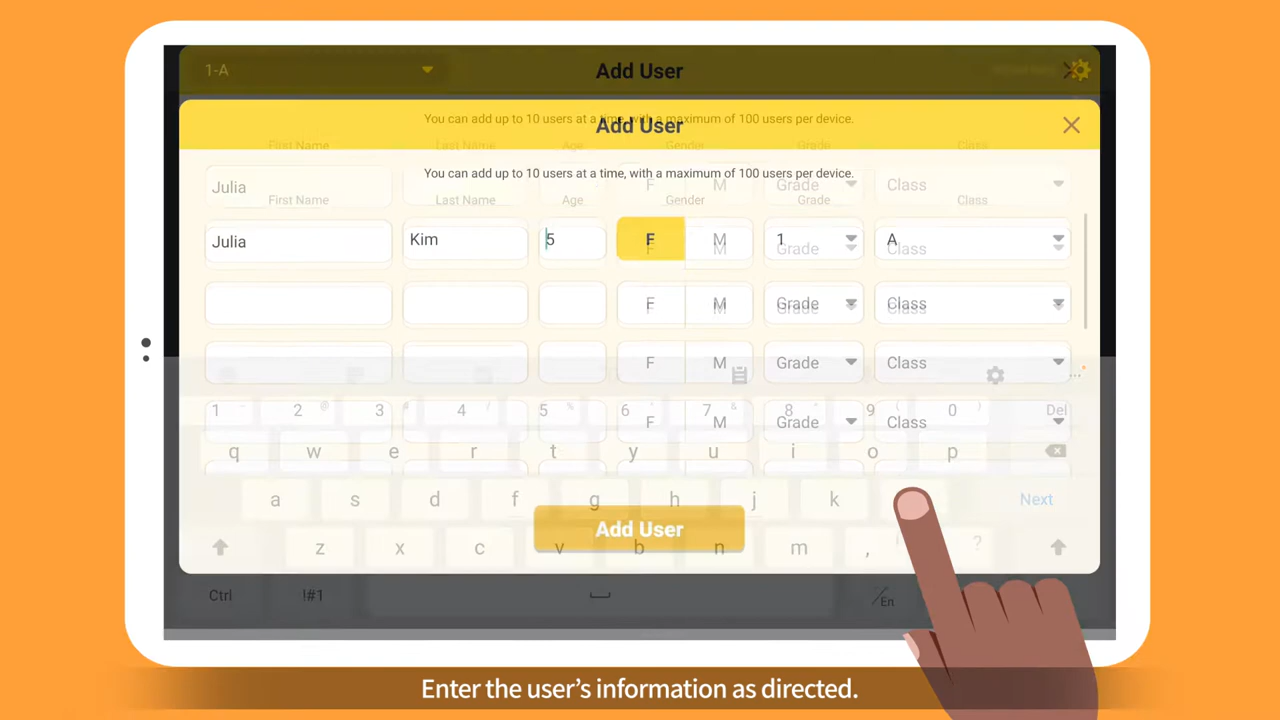 1-A Add User
You can add up to 10 users at a time, with a maximum of 100 users per device.
Add User
First Name Last Name Age Gender Grade Class
Julia F M Grade Class
You can add up to 10 users at a time, with a maximum of 100 users per device.
First Name Last Name Age Gender Grade Class
Julia Kim 5 F M 1 A
F M Grade Class
F M Grade Class
F M Grade Class
F M Grade Class
1 2 @ 3 # 4 / 5 % 6 ^ 7 & 8 * 9 ( 0 ) Del
F M Grade Class
q w e r t y u i o p
a s d f g h j k Next
Add User
z x c v b n m , ?
Ctrl !#1 /En
Enter the user's information as directed.